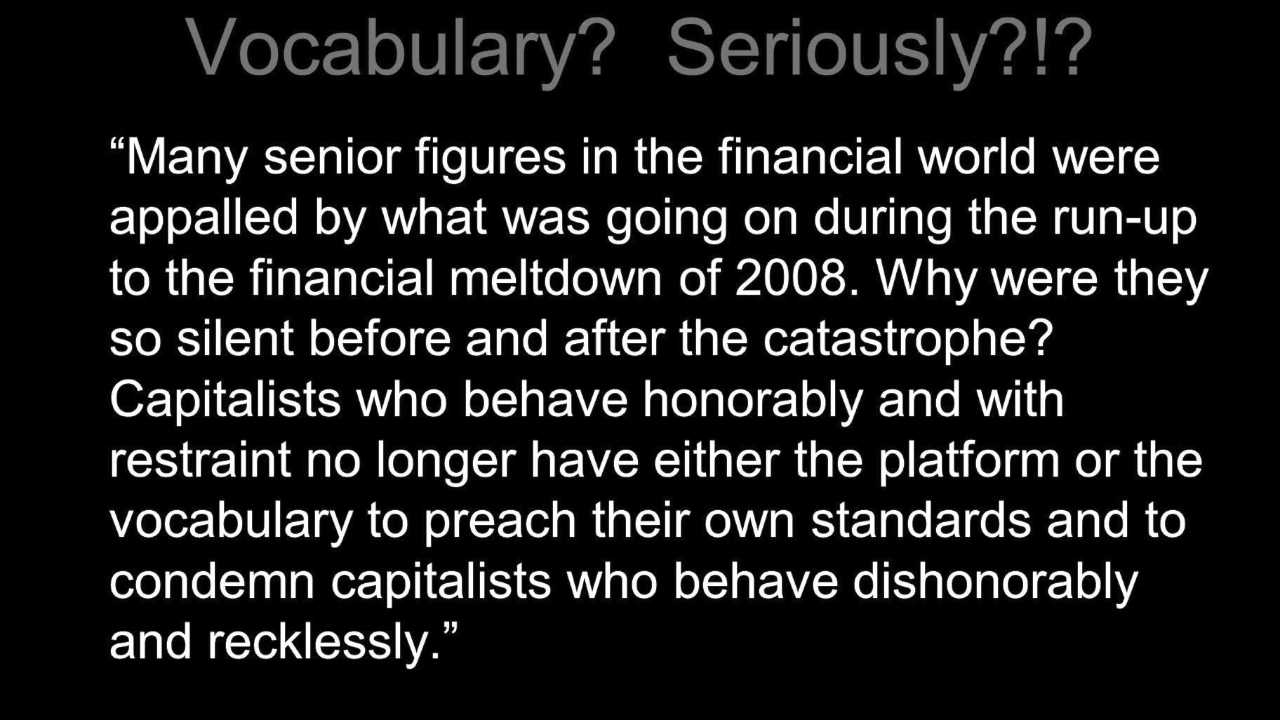 Vocabulary? Seriously?!?
“Many senior figures in the financial world were
appalled by what was going on during the run-up
to the financial meltdown of 2008. Why were they
so silent before and after the catastrophe?
Capitalists who behave honorably and with
restraint no longer have either the platform or the
vocabulary to preach their own standards and to
condemn capitalists who behave dishonorably
and recklessly.”